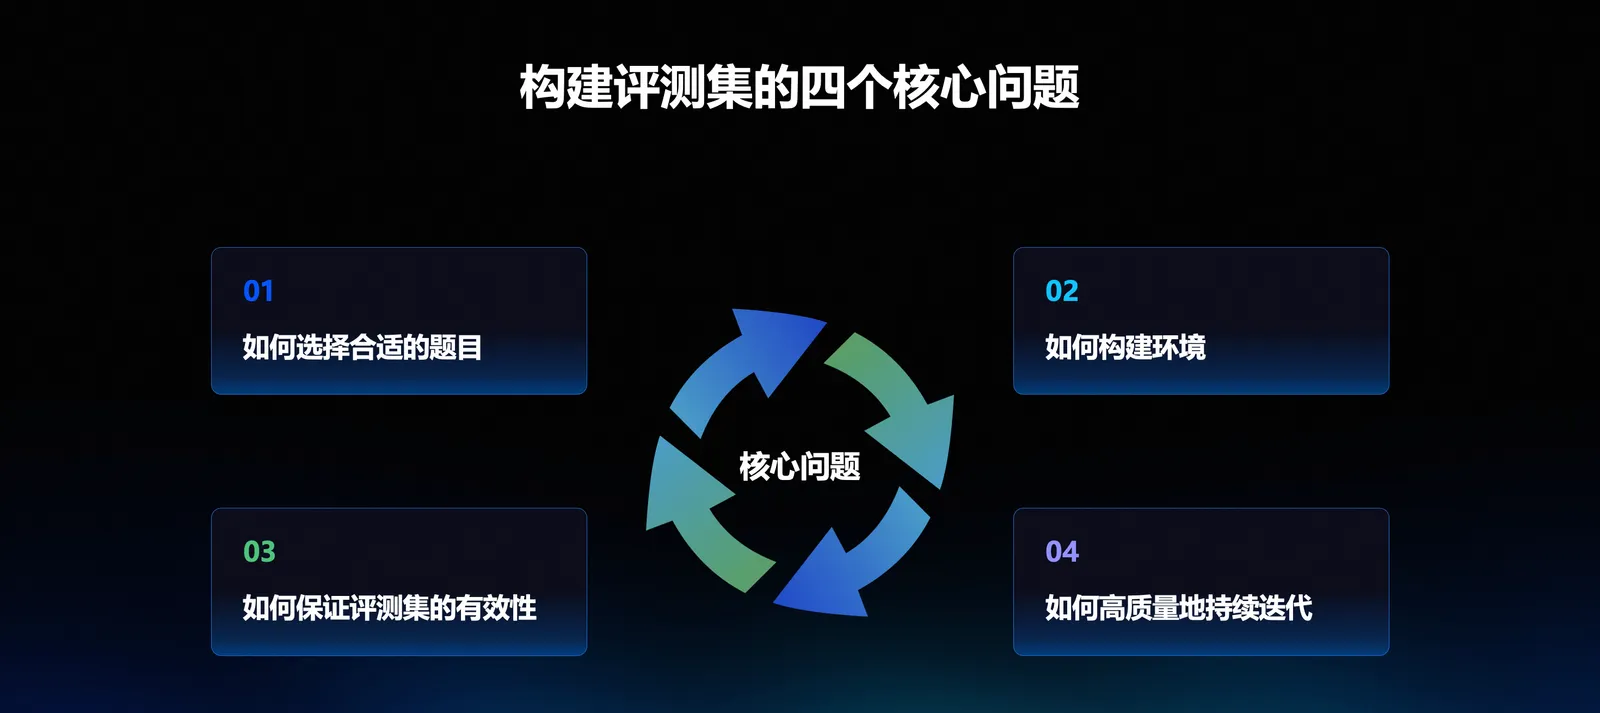 构建评测集的四个核心问题
01
如何选择合适的题目
02
如何构建环境
核心问题
03
如何保证评测集的有效性
04
如何高质量地持续迭代